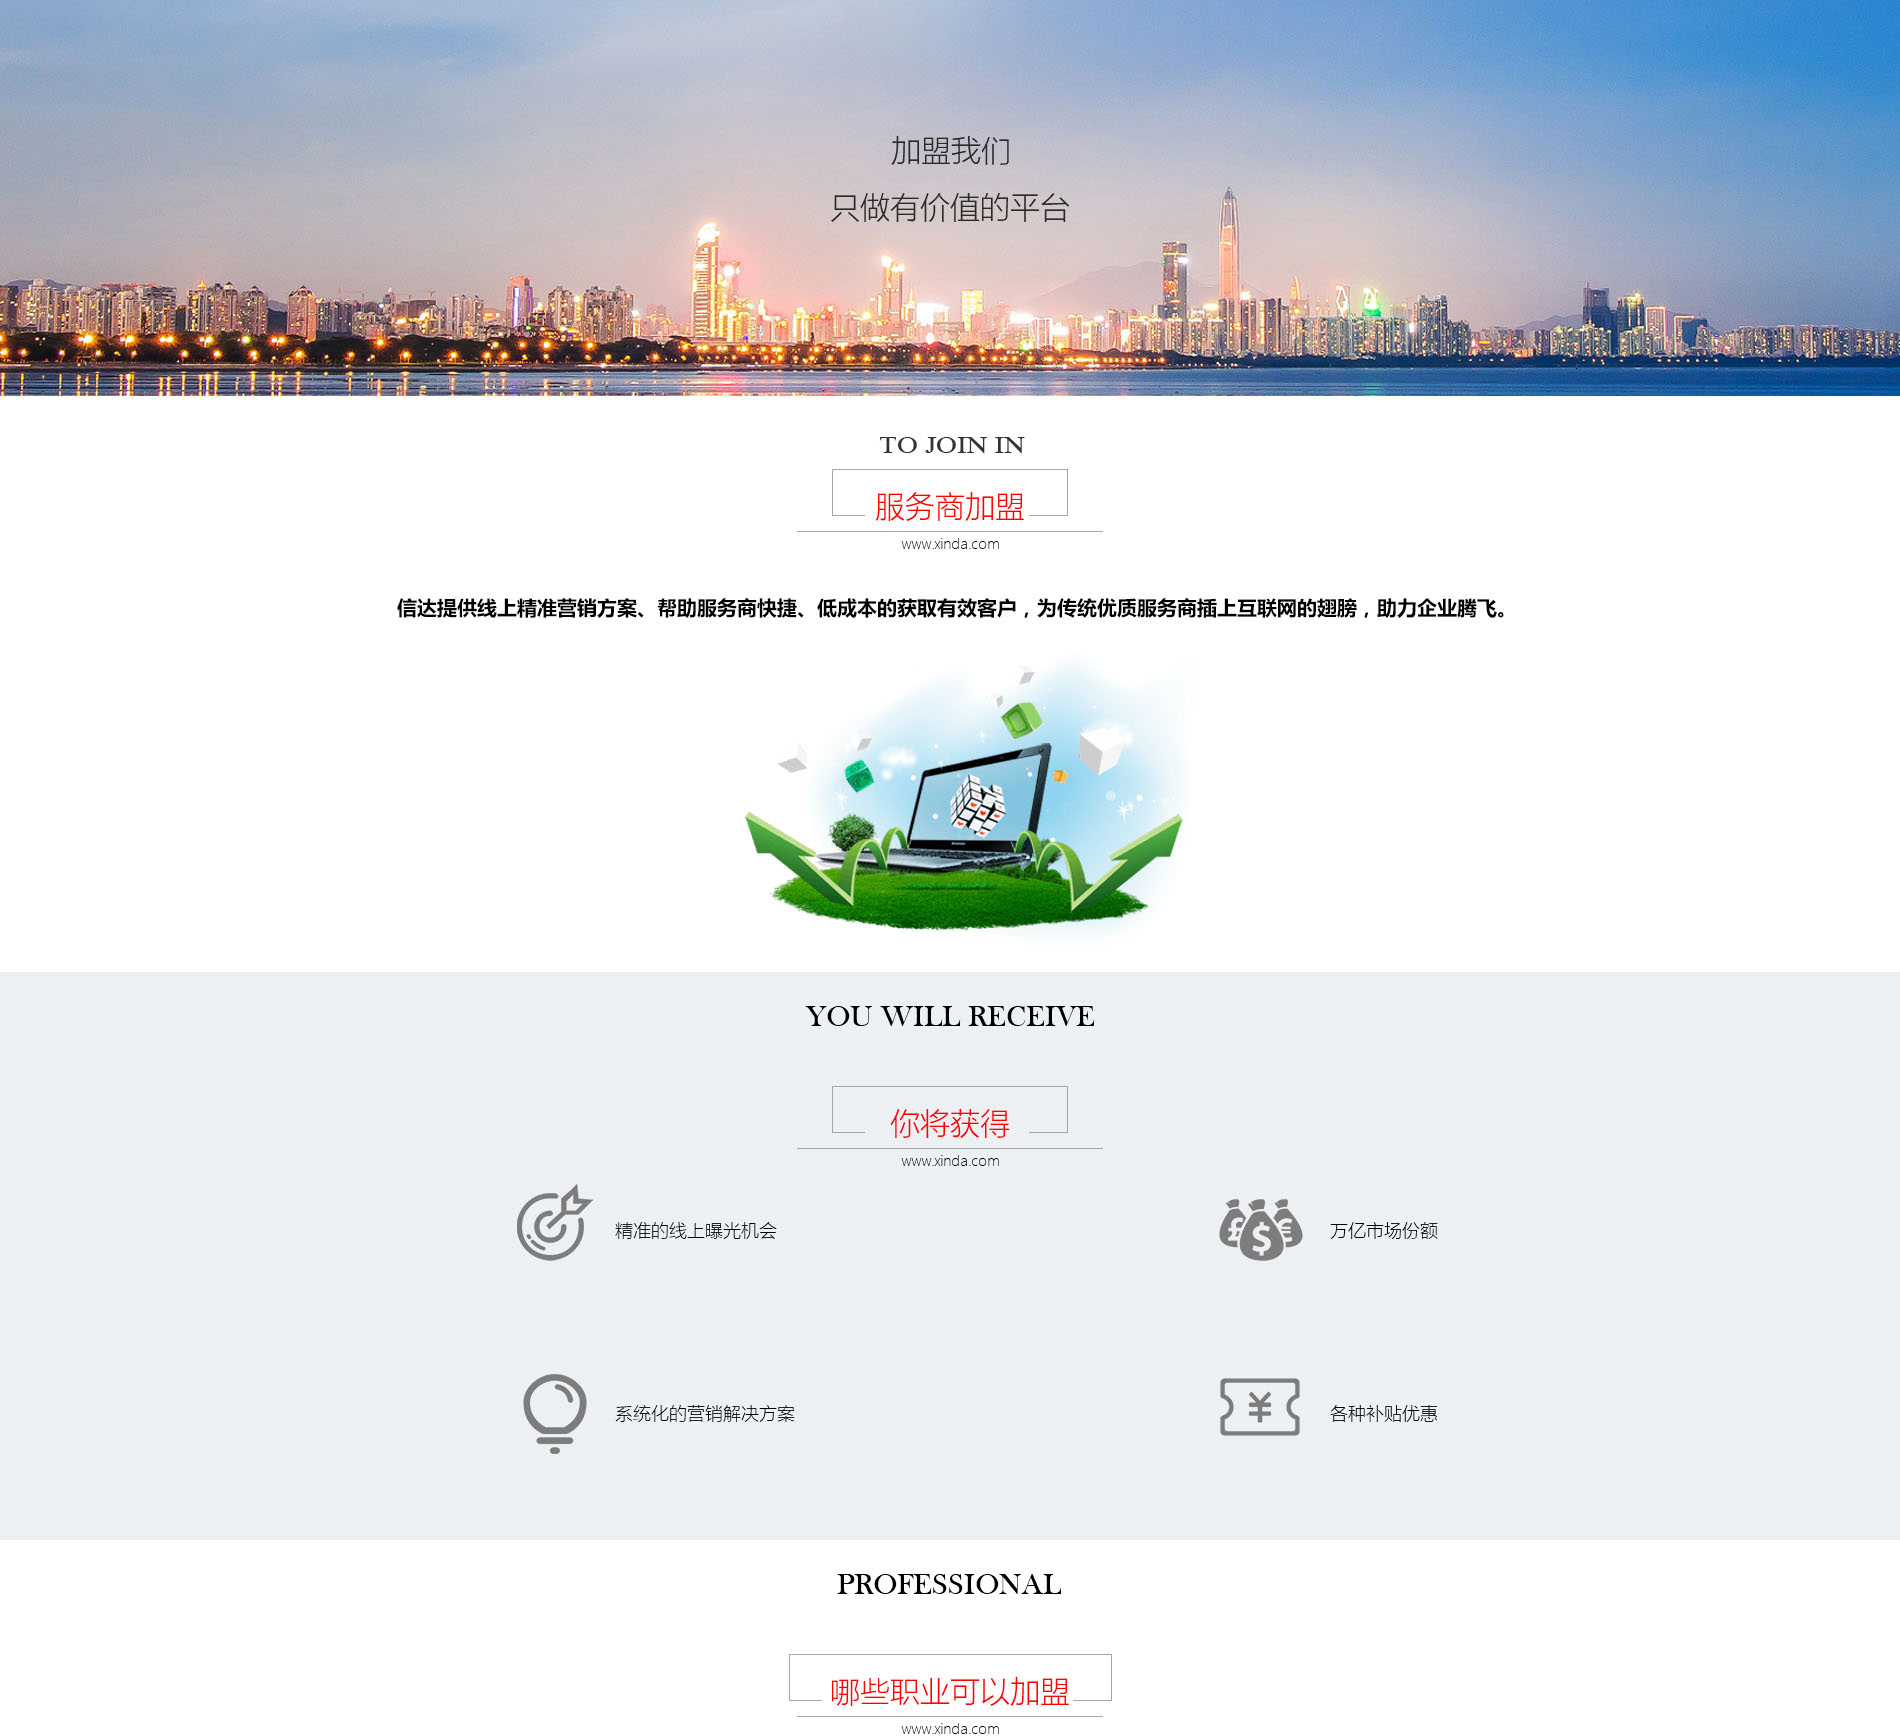 加盟我们
只做有价值的平台
TO JOIN IN
服务商加盟
www.xinda.com
信达提供线上精准营销方案、帮助服务商快捷、低成本的获取有效客户，为传统优质服务商插上互联网的翅膀，助力企业腾飞。
YOU WILL RECEIVE
你将获得
www.xinda.com
精准的线上曝光机会
万亿市场份额
系统化的营销解决方案
各种补贴优惠
PROFESSIONAL
哪些职业可以加盟
www.xinda.com